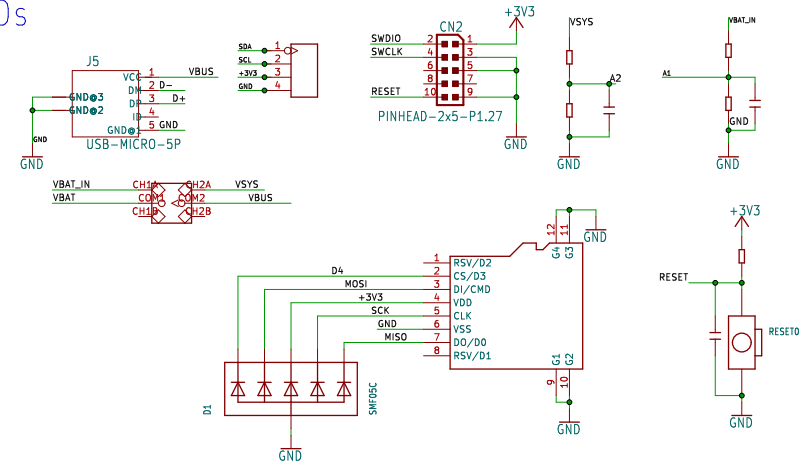 Os
J5
VCC 1 VBUS
DM 2 D-
DP 3 D+
ID 4
GND@1 5 GND
GND@3
GND@2
GND
GND
USB-MICRO-5P
SDA 1
SCL 2
+3V3 3
GND 4
CN2
+3V3
SWDIO 2 1
SWCLK 4 3
6 5
8 7
RESET 10 9
PINHEAD-2x5-P1.27
GND
VSYS
A2
GND
VBAT_IN
A1
GND
GND
VBAT_IN CH1A CH2A VSYS
VBAT COM1 COM2 VBUS
CH1B CH2B
12 11
GND
G4 G3
1 RSV/D2
D4 2 CS/D3
MOSI 3 DI/CMD
+3V3 4 VDD
SCK 5 CLK
GND 6 VSS
MISO 7 DO/D0
8 RSV/D1
G1 G2
9 10
GND
D1
SMF05C
GND
+3V3
RESET
RESET0
GND